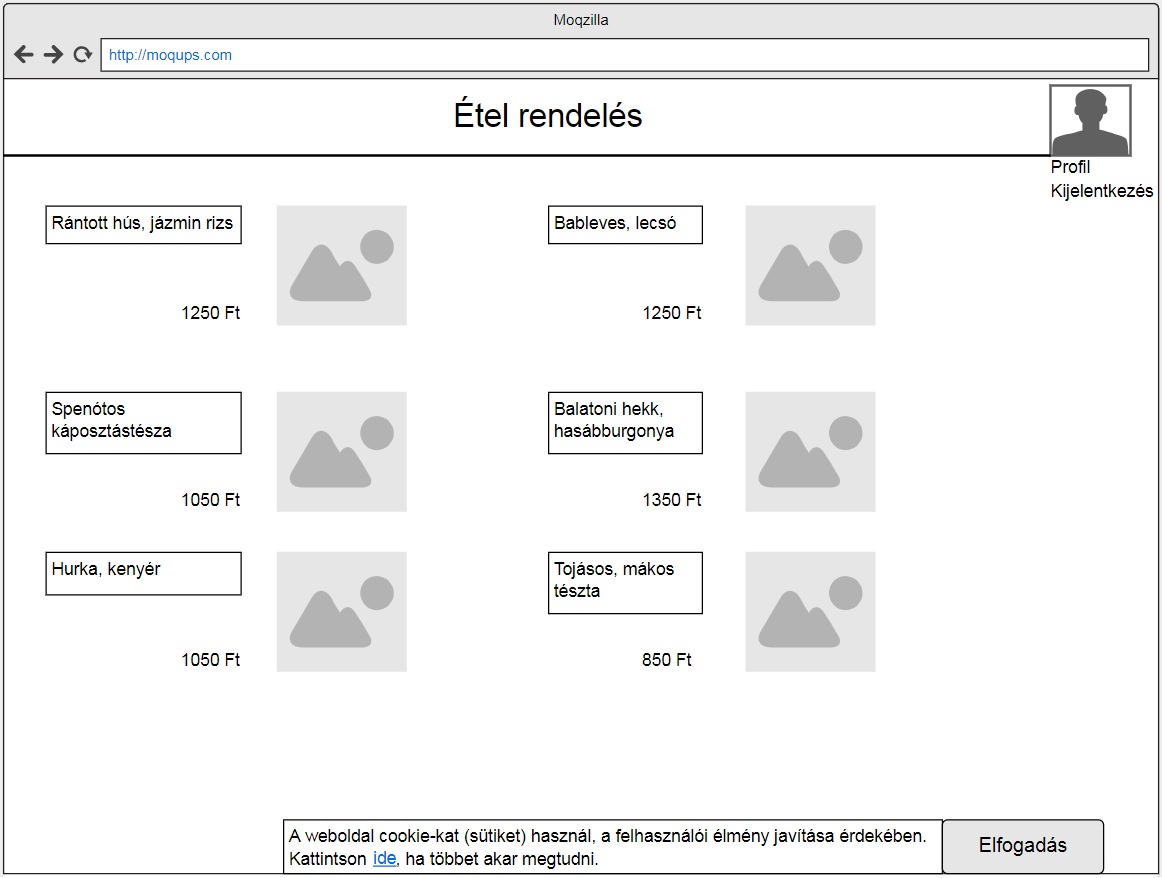 Moqzilla
http://moqups.com
Étel rendelés
Profil
Kijelentkezés
Rántott hús, jázmin rizs
1250 Ft
Bableves, lecsó
1250 Ft
Spenótos
káposztástésza
1050 Ft
Balatoni hekk,
hasábburgonya
1350 Ft
Hurka, kenyér
1050 Ft
Tojásos, mákos
tészta
850 Ft
A weboldal cookie-kat (sütiket) használ, a felhasználói élmény javítása érdekében.
Kattintson ide, ha többet akar megtudni.
Elfogadás